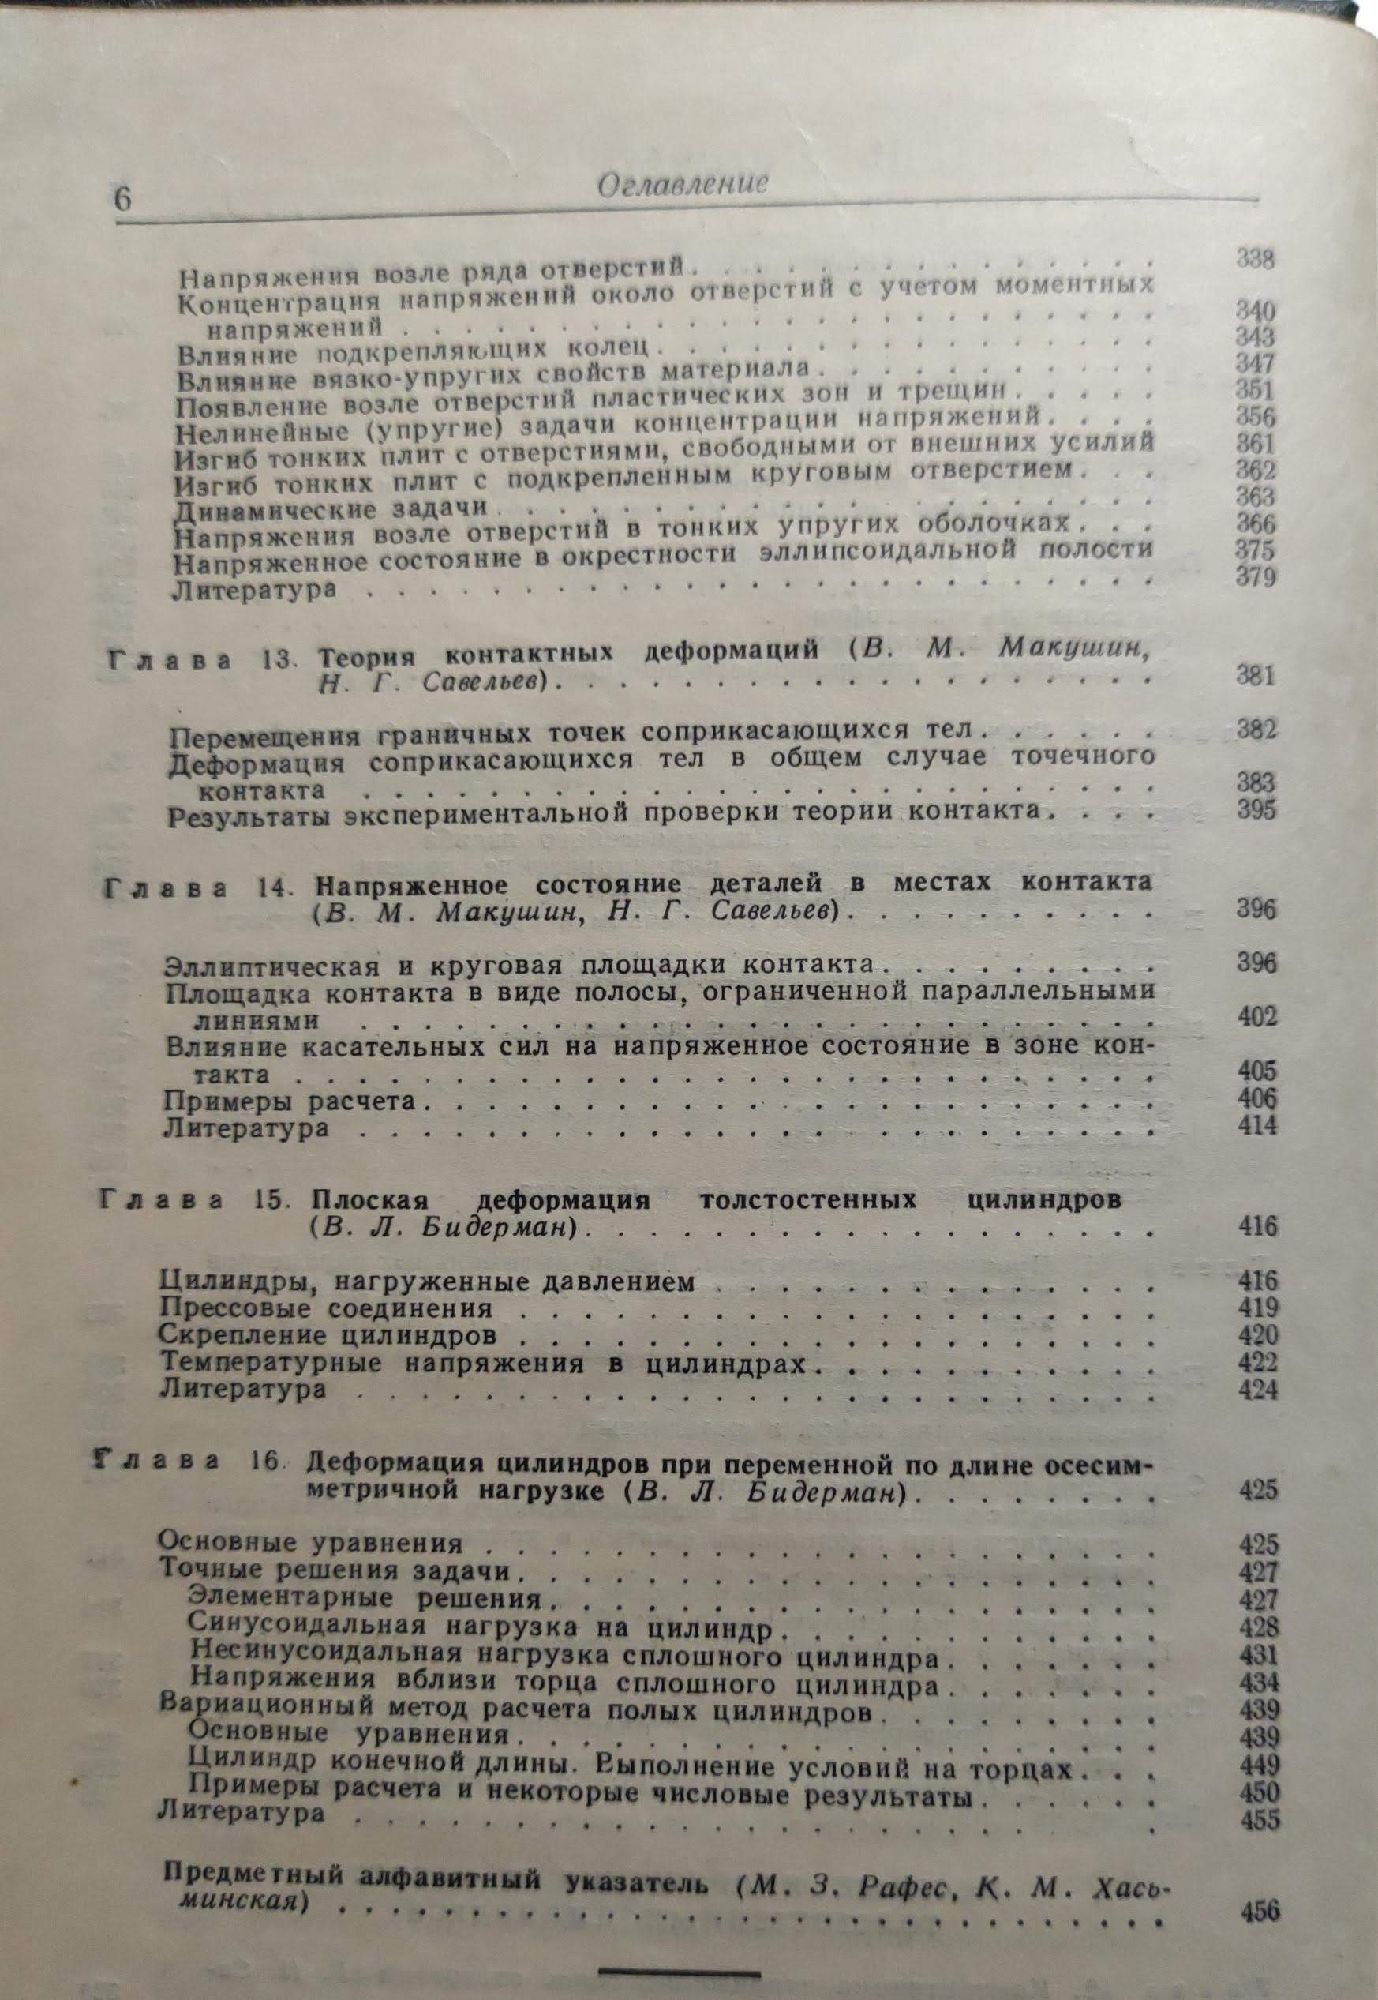 6
Оглавление
Напряжения возле ряда отверстий . . . . . . . . . . . . . . 338
Концентрация напряжений около отверстий с учетом моментных
напряжений . . . . . . . . . . . . . . . . . . . . . . . . 340
Влияние подкрепляющих колец . . . . . . . . . . . . . . . . 343
Влияние вязко-упругих свойств материала . . . . . . . . . . . 347
Появление возле отверстий пластических зон и трещин . . . . . 351
Нелинейные (упругие) задачи концентрации напряжений . . . . 356
Изгиб тонких плит с отверстиями, свободными от внешних усилий 361
Изгиб тонких плит с подкрепленным круговым отверстием . . . 362
Динамические задачи . . . . . . . . . . . . . . . . . . . . . 363
Напряжения возле отверстий в тонких упругих оболочках . . . 366
Напряженное состояние в окрестности эллипсоидальной полости 375
Литература . . . . . . . . . . . . . . . . . . . . . . . . . 379
Глава 13. Теория контактных деформаций (В. М. Макушин,
Н. Г. Савельев) . . . . . . . . . . . . . . . . . . . 381
Перемещения граничных точек соприкасающихся тел . . . . . . 382
Деформация соприкасающихся тел в общем случае точечного
контакта . . . . . . . . . . . . . . . . . . . . . . . . . 383
Результаты экспериментальной проверки теории контакта . . . . 395
Глава 14. Напряженное состояние деталей в местах контакта
(В. М. Макушин, Н. Г. Савельев) . . . . . . . . . . 396
Эллиптическая и круговая площадки контакта . . . . . . . . . 396
Площадка контакта в виде полосы, ограниченной параллельными
линиями . . . . . . . . . . . . . . . . . . . . . . . . . 402
Влияние касательных сил на напряженное состояние в зоне кон-
такта . . . . . . . . . . . . . . . . . . . . . . . . . . . 405
Примеры расчета . . . . . . . . . . . . . . . . . . . . . . . 406
Литература . . . . . . . . . . . . . . . . . . . . . . . . . 414
Глава 15. Плоская деформация толстостенных цилиндров
(В. Л. Бидерман) . . . . . . . . . . . . . . . . . . 416
Цилиндры, нагруженные давлением . . . . . . . . . . . . . . 416
Прессовые соединения . . . . . . . . . . . . . . . . . . . . 419
Скрепление цилиндров . . . . . . . . . . . . . . . . . . . . 420
Температурные напряжения в цилиндрах . . . . . . . . . . . 422
Литература . . . . . . . . . . . . . . . . . . . . . . . . . 424
Глава 16. Деформация цилиндров при переменной по длине осесим-
метричной нагрузке (В. Л. Бидерман) . . . . . . . . 425
Основные уравнения . . . . . . . . . . . . . . . . . . . . . 425
Точные решения задачи . . . . . . . . . . . . . . . . . . . . 427
Элементарные решения . . . . . . . . . . . . . . . . . . . 427
Синусоидальная нагрузка на цилиндр . . . . . . . . . . . . 428
Несинусоидальная нагрузка сплошного цилиндра . . . . . . . 431
Напряжения вблизи торца сплошного цилиндра . . . . . . . 434
Вариационный метод расчета полых цилиндров . . . . . . . . . 439
Основные уравнения . . . . . . . . . . . . . . . . . . . . 439
Цилиндр конечной длины. Выполнение условий на торцах . . . 449
Примеры расчета и некоторые числовые результаты . . . . . . 450
Литература . . . . . . . . . . . . . . . . . . . . . . . . 455
Предметный алфавитный указатель (М. З. Рафес, К. М. Хась-
минская) . . . . . . . . . . . . . . . . . . . . . . . . . . . 456